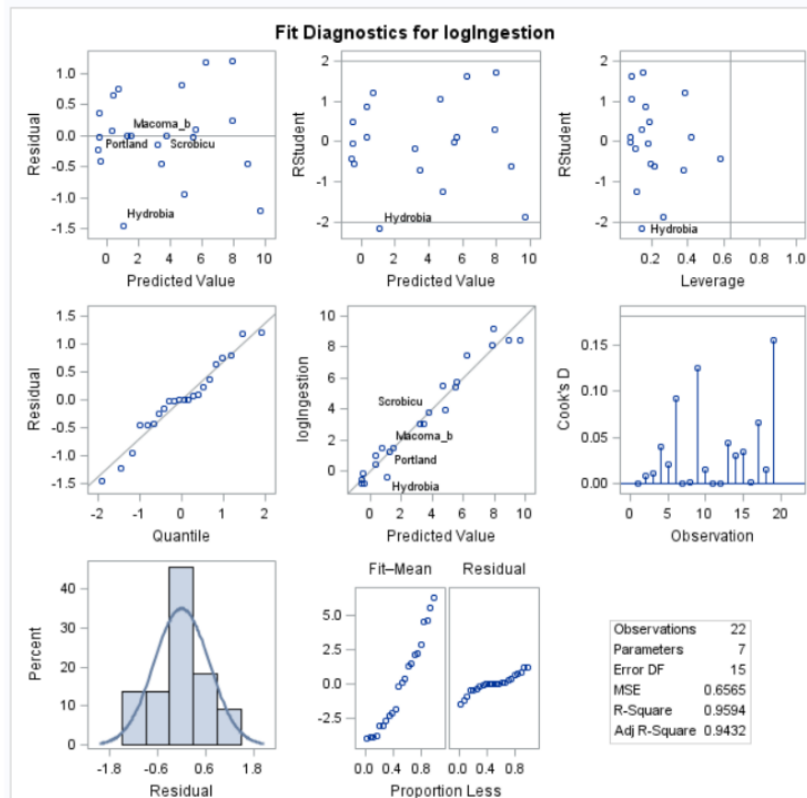 Fit Diagnostics for logIngestion
Residual
1.0
0.5
0.0
-0.5
-1.0
-1.5
Macoma_b
Portland
Scrobicu
Hydrobia
0 2 4 6 8 10
Predicted Value
RStudent
2
1
0
-1
-2
Hydrobia
0 2 4 6 8 10
Predicted Value
RStudent
2
1
0
-1
-2
Hydrobia
0.2 0.4 0.6 0.8 1.0
Leverage
Residual
1.5
1.0
0.5
0.0
-0.5
-1.0
-1.5
-2 -1 0 1 2
Quantile
logIngestion
10
8
6
4
2
0
Scrobicu
Macoma_b
Portland
Hydrobia
0 2 4 6 8 10
Predicted Value
Cook's D
0.15
0.10
0.05
0.00
0 5 10 15 20
Observation
Percent
40
30
20
10
0
-1.8 -0.6 0.6 1.8
Residual
Fit–Mean Residual
5.0
2.5
0.0
-2.5
0.0 0.4 0.8 0.0 0.4 0.8
Proportion Less
Observations 22
Parameters 7
Error DF 15
MSE 0.6565
R-Square 0.9594
Adj R-Square 0.9432